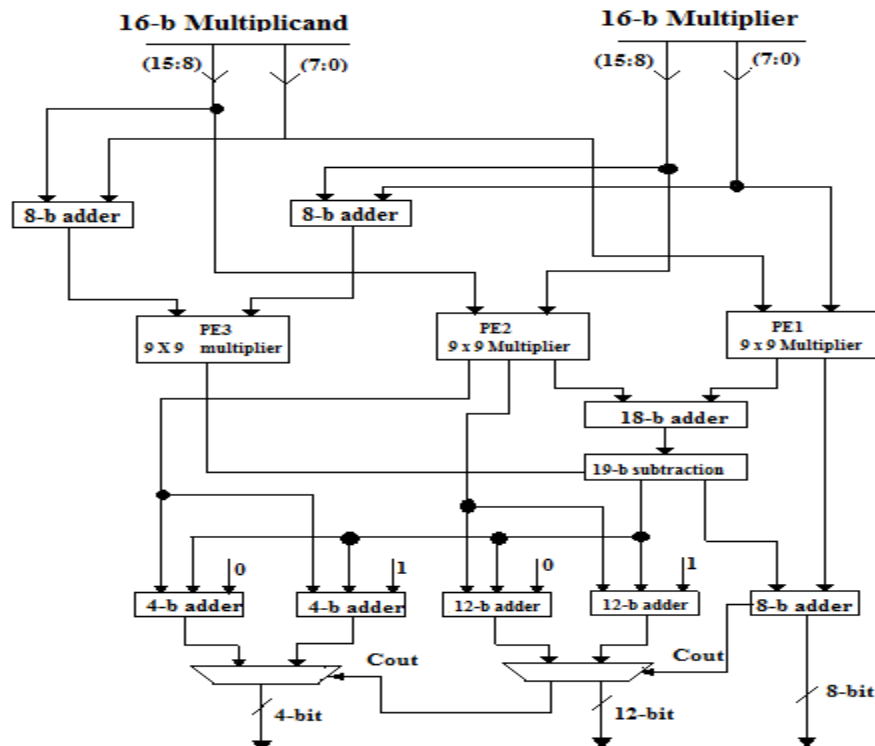 16-b Multiplicand
16-b Multiplier
(15:8)
(7:0)
(15:8)
(7:0)
8-b adder
8-b adder
PE3
9 X 9 multiplier
PE2
9 x 9 Multiplier
PE1
9 x 9 Multiplier
18-b adder
19-b subtraction
0
1
0
1
4-b adder
4-b adder
12-b adder
12-b adder
8-b adder
Cout
Cout
4-bit
12-bit
8-bit